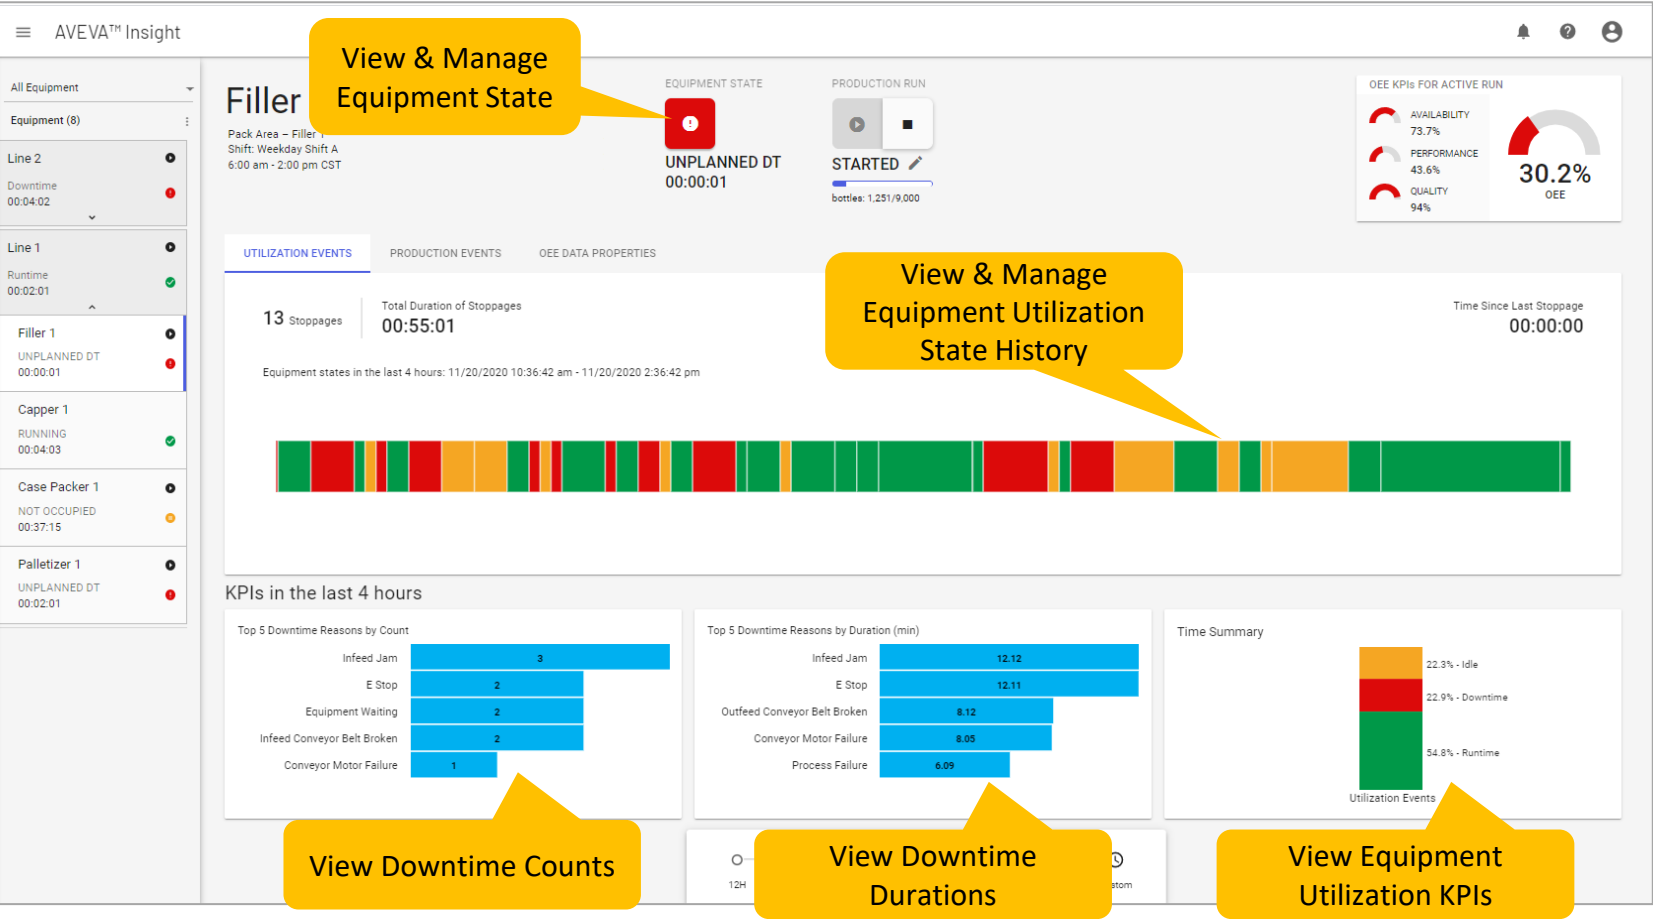 AVEVA™ Insight
View & Manage
Equipment State
All Equipment
Equipment (8)
Line 2
Downtime
00:04:02
Line 1
Runtime
00:02:01
Filler 1
UNPLANNED DT
00:00:01
Capper 1
RUNNING
00:04:03
Case Packer 1
NOT OCCUPIED
00:37:15
Palletizer 1
UNPLANNED DT
00:02:01
Filler
Pack Area – Filler 1
Shift: Weekday Shift A
6:00 am - 2:00 pm CST
EQUIPMENT STATE
UNPLANNED DT
00:00:01
PRODUCTION RUN
STARTED
bottles: 1,251/9,000
OEE KPIs FOR ACTIVE RUN
AVAILABILITY
73.7%
PERFORMANCE
43.6%
QUALITY
94%
30.2%
OEE
UTILIZATION EVENTS PRODUCTION EVENTS OEE DATA PROPERTIES
13 Stoppages
Total Duration of Stoppages
00:55:01
View & Manage
Equipment Utilization
State History
Time Since Last Stoppage
00:00:00
Equipment states in the last 4 hours: 11/20/2020 10:36:42 am - 11/20/2020 2:36:42 pm
KPIs in the last 4 hours
Top 5 Downtime Reasons by Count
Infeed Jam 3
E Stop 2
Equipment Waiting 2
Infeed Conveyor Belt Broken 2
Conveyor Motor Failure 1
Top 5 Downtime Reasons by Duration (min)
Infeed Jam 12.12
E Stop 12.11
Outfeed Conveyor Belt Broken 8.12
Conveyor Motor Failure 8.05
Process Failure 6.09
Time Summary
22.3% - Idle
22.9% - Downtime
54.8% - Runtime
Utilization Events
View Downtime Counts
12H
View Downtime
Durations
stom
View Equipment
Utilization KPIs